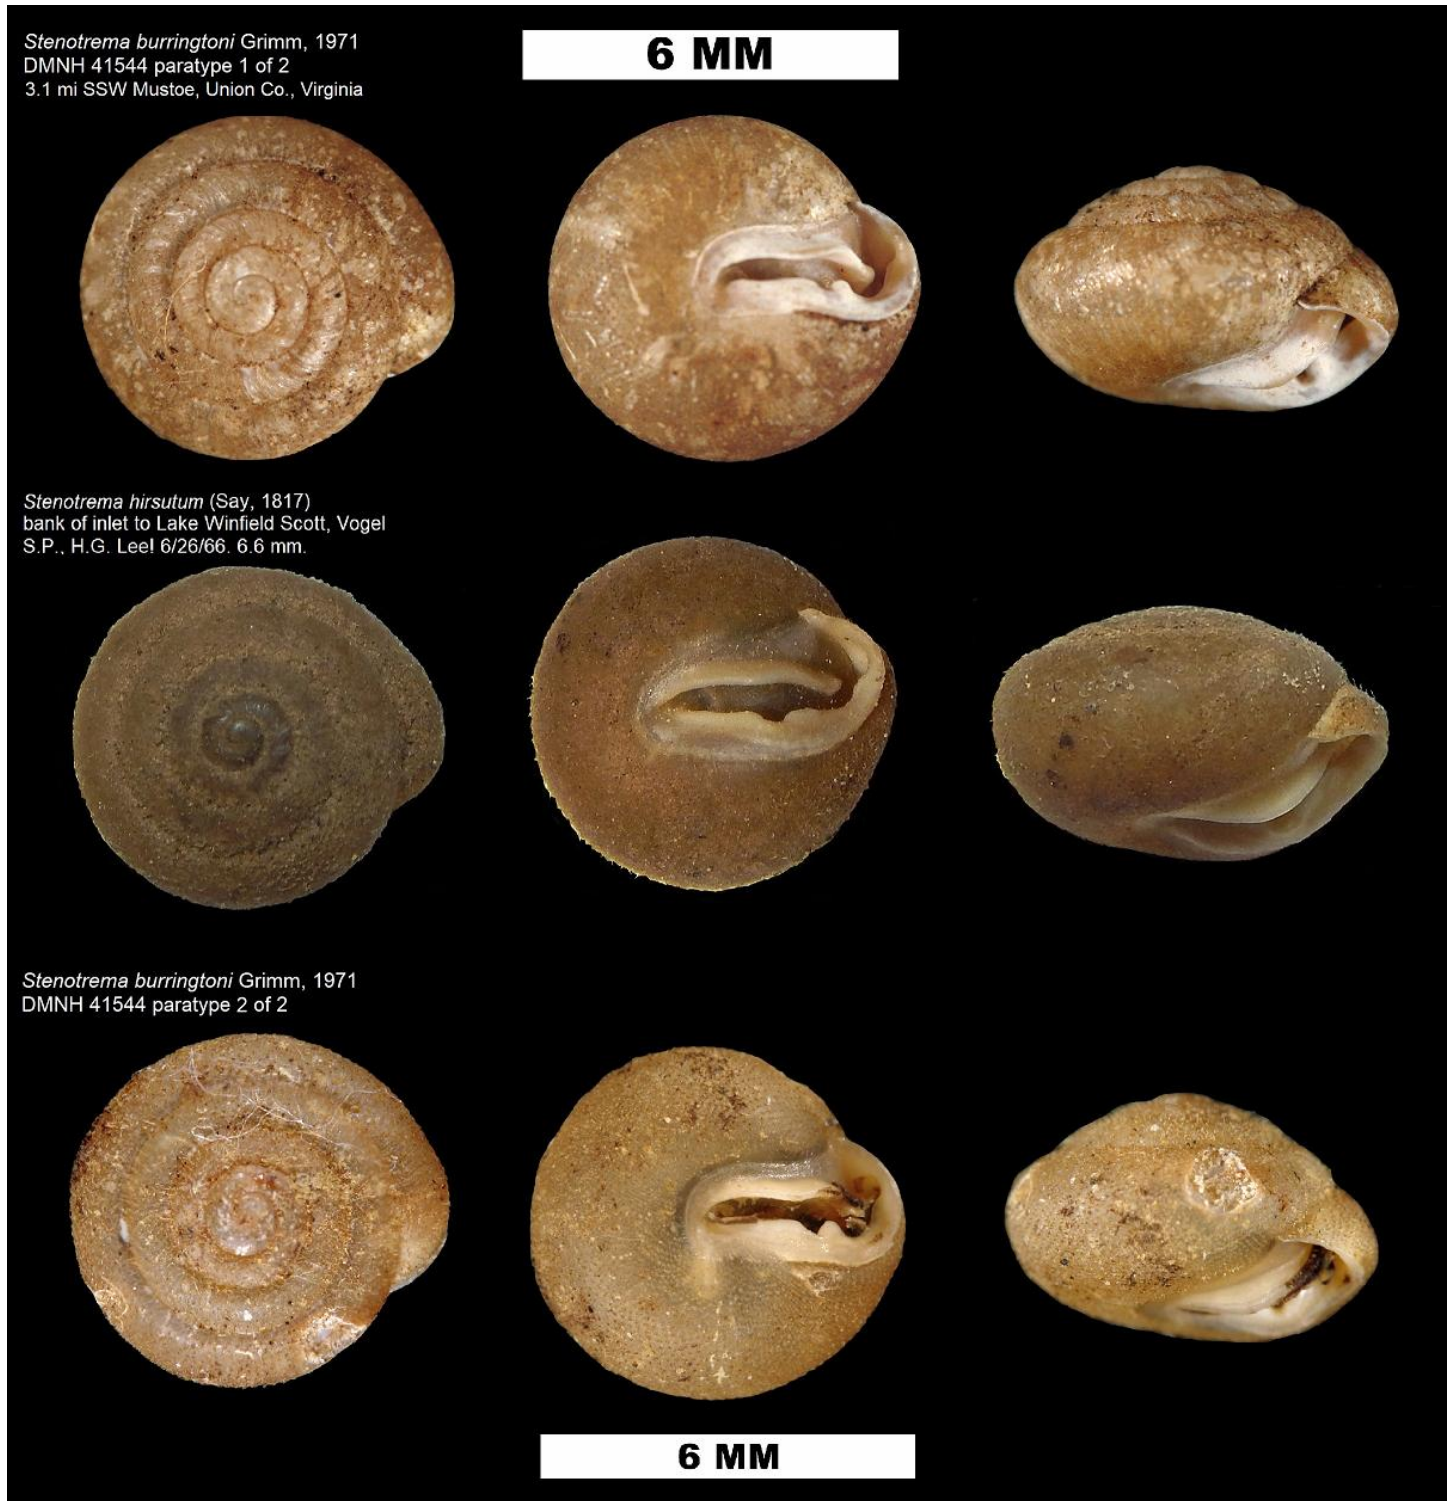 Stenotrema burringtoni Grimm, 1971
DMNH 41544 paratype 1 of 2
3.1 mi SSW Mustoe, Union Co., Virginia
6 MM
Stenotrema hirsutum (Say, 1817)
bank of inlet to Lake Winfield Scott, Vogel
S.P., H.G. Lee! 6/26/66. 6.6 mm.
Stenotrema burringtoni Grimm, 1971
DMNH 41544 paratype 2 of 2
6 MM